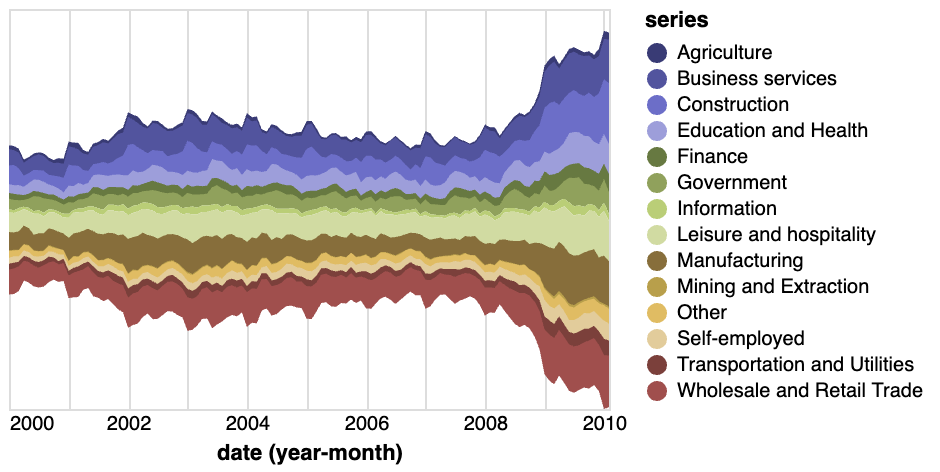 series
Agriculture
Business services
Construction
Education and Health
Finance
Government
Information
Leisure and hospitality
Manufacturing
Mining and Extraction
Other
Self-employed
Transportation and Utilities
Wholesale and Retail Trade
2000 2002 2004 2006 2008 2010
date (year-month)